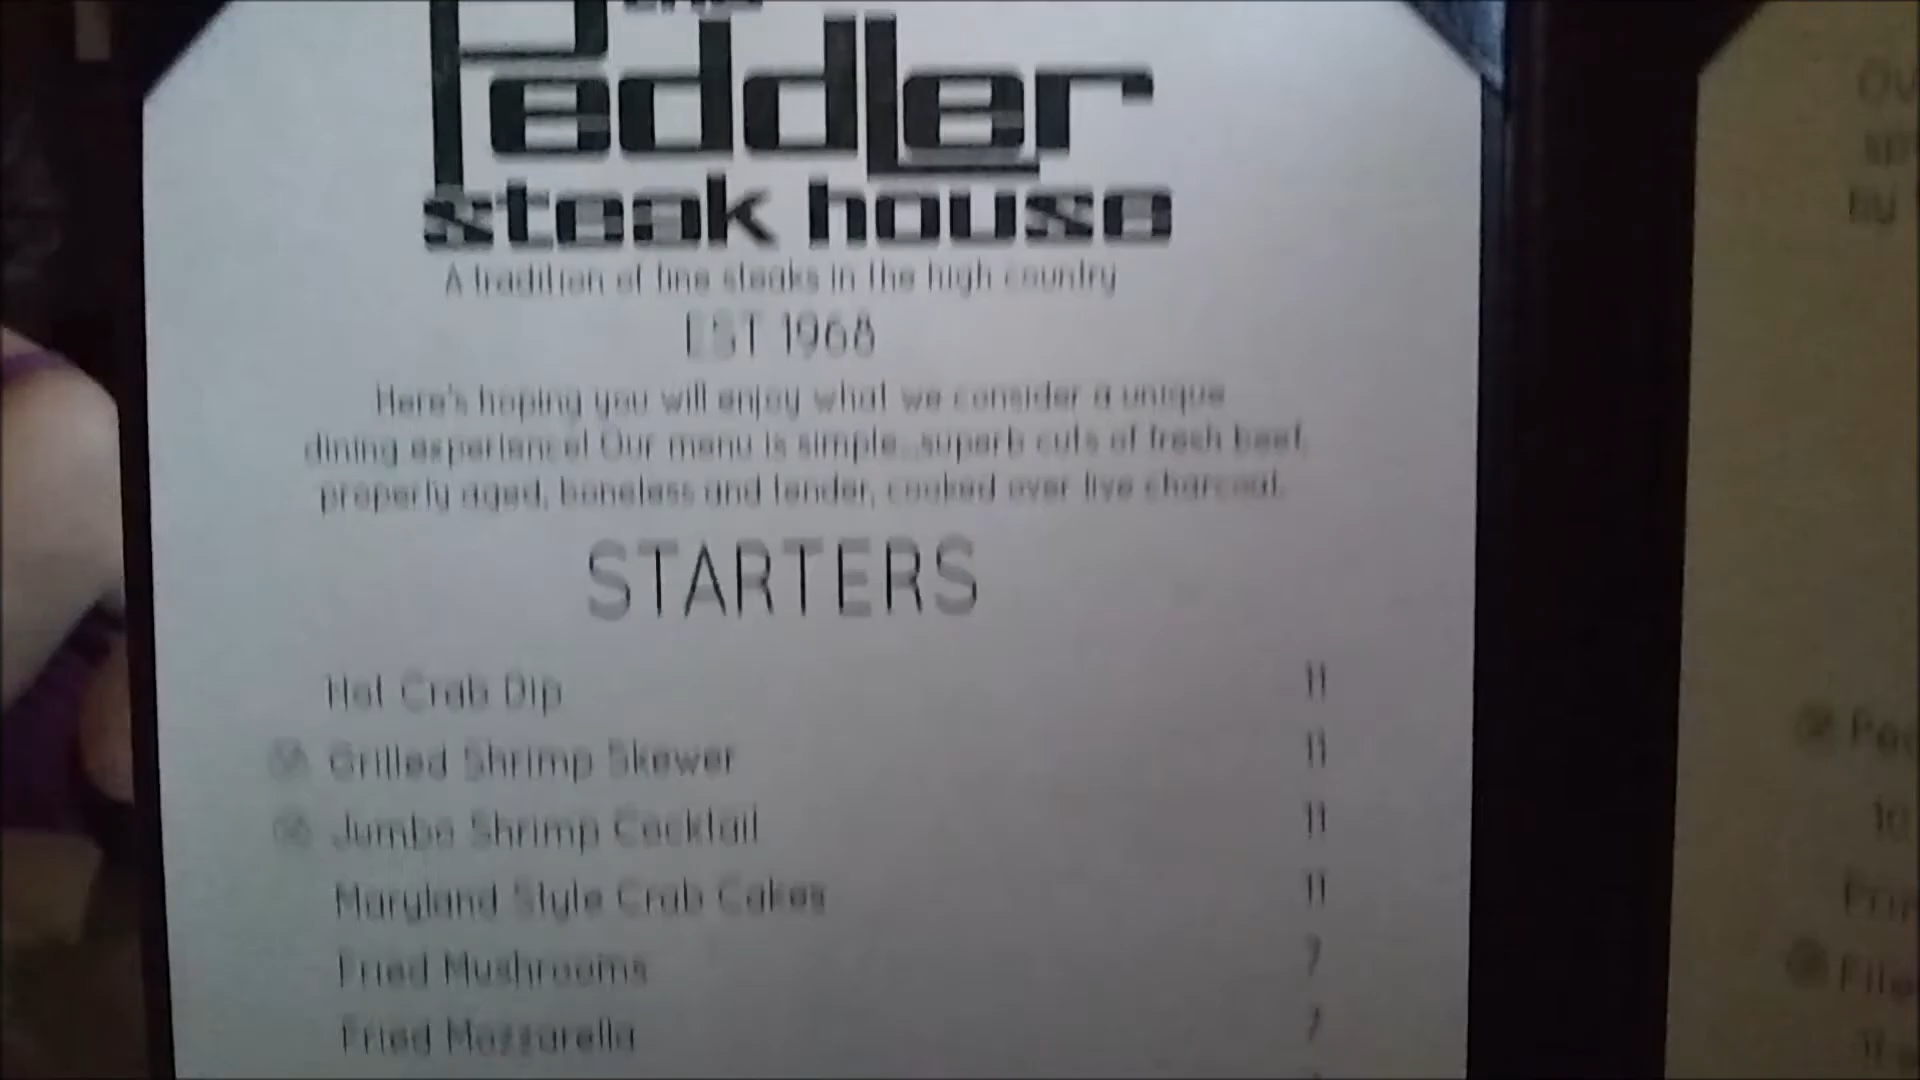 the
Peddler
steak house
A tradition of fine steaks in the high country
EST 1968
Here's hoping you will enjoy what we consider a unique
dining experience! Our menu is simple...superb cuts of fresh beef,
properly aged, boneless and tender, cooked over live charcoal.
STARTERS
Hot Crab Dip 11
Grilled Shrimp Skewer 11
Jumbo Shrimp Cocktail 11
Maryland Style Crab Cakes 11
Fried Mushrooms 7
Fried Mozzarella 7
by
10